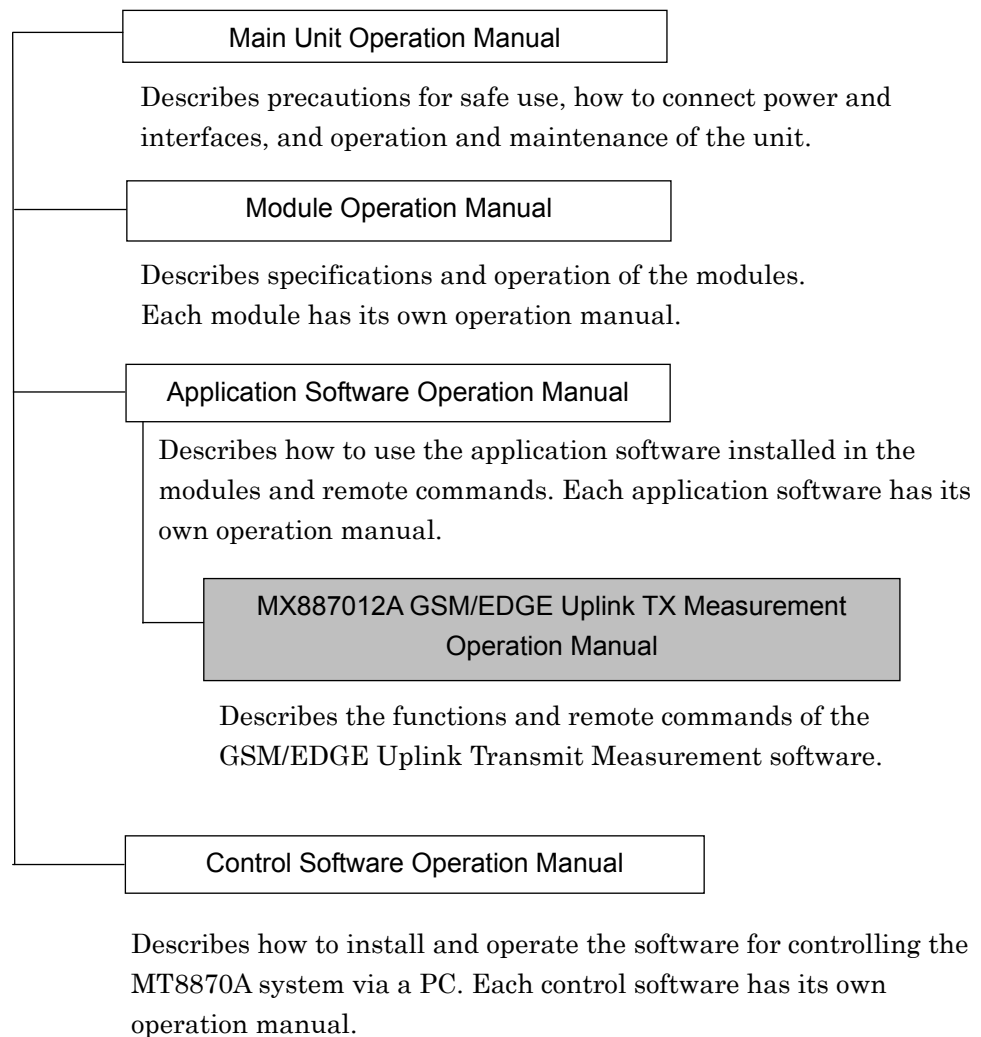 Main Unit Operation Manual
Describes precautions for safe use, how to connect power and
interfaces, and operation and maintenance of the unit.
Module Operation Manual
Describes specifications and operation of the modules.
Each module has its own operation manual.
Application Software Operation Manual
Describes how to use the application software installed in the
modules and remote commands. Each application software has its
own operation manual.
MX887012A GSM/EDGE Uplink TX Measurement
Operation Manual
Describes the functions and remote commands of the
GSM/EDGE Uplink Transmit Measurement software.
Control Software Operation Manual
Describes how to install and operate the software for controlling the
MT8870A system via a PC. Each control software has its own
operation manual.